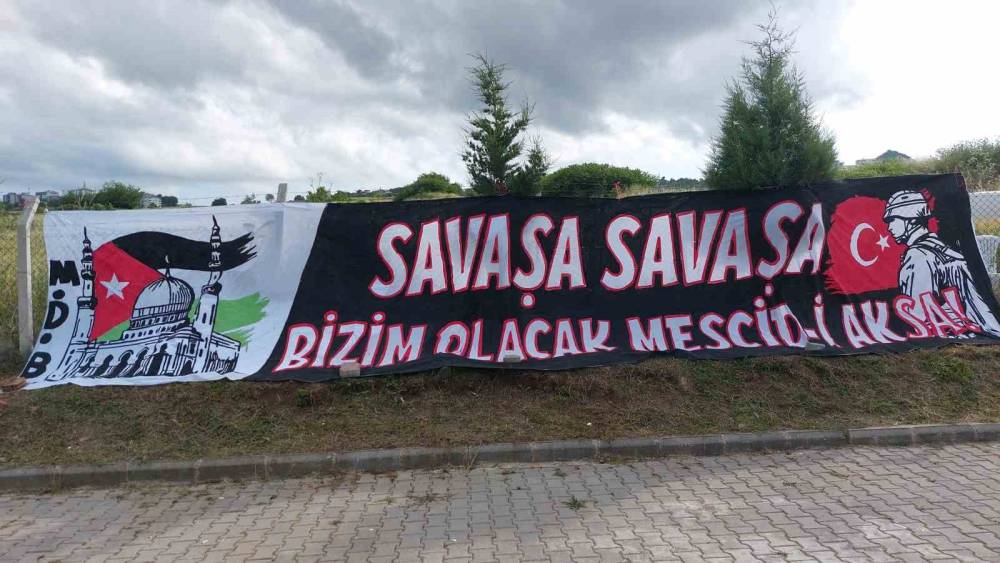 M.D.B
SAVAŞA SAVAŞA
BİZİM OLACAK MESCİD-İ AKSA!